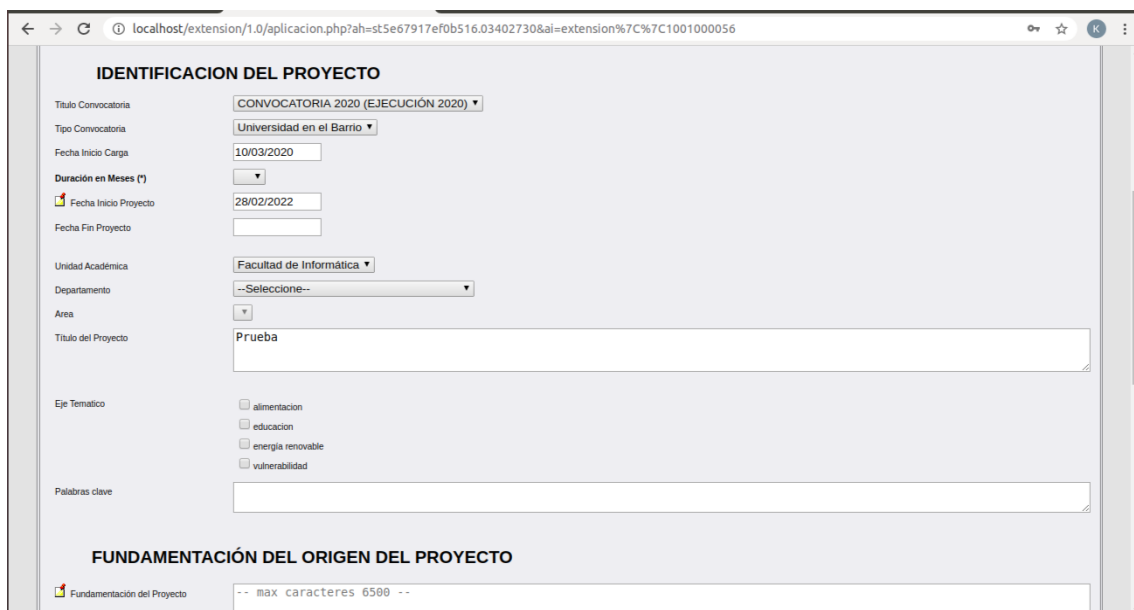 localhost/extension/1.0/aplicacion.php?ah=st5e67917ef0b516.03402730&ai=extension%7C%7C1001000056
K
IDENTIFICACION DEL PROYECTO
Titulo Convocatoria CONVOCATORIA 2020 (EJECUCIÓN 2020)
Tipo Convocatoria Universidad en el Barrio
Fecha Inicio Carga 10/03/2020
Duración en Meses (*)
Fecha Inicio Proyecto 28/02/2022
Fecha Fin Proyecto
Unidad Académica Facultad de Informática
Departamento --Seleccione--
Area
Título del Proyecto Prueba
Eje Tematico alimentacion
educacion
energía renovable
vulnerabilidad
Palabras clave
FUNDAMENTACIÓN DEL ORIGEN DEL PROYECTO
Fundamentación del Proyecto -- max caracteres 6500 --